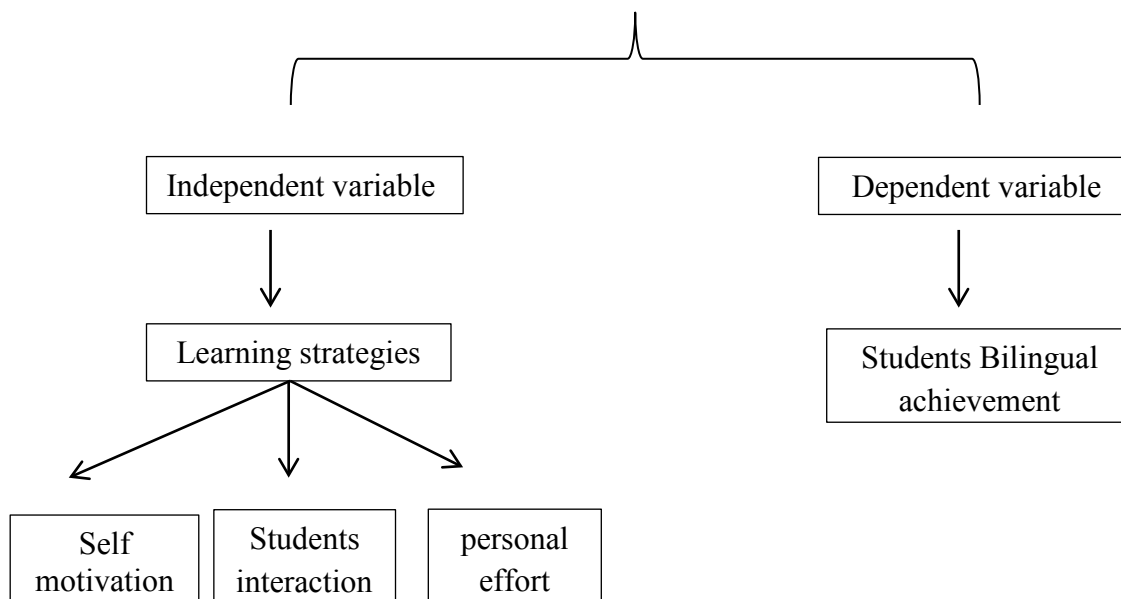 Independent variable
Dependent variable
Learning strategies
Students Bilingual
achievement
Self
motivation
Students
interaction
personal
effort